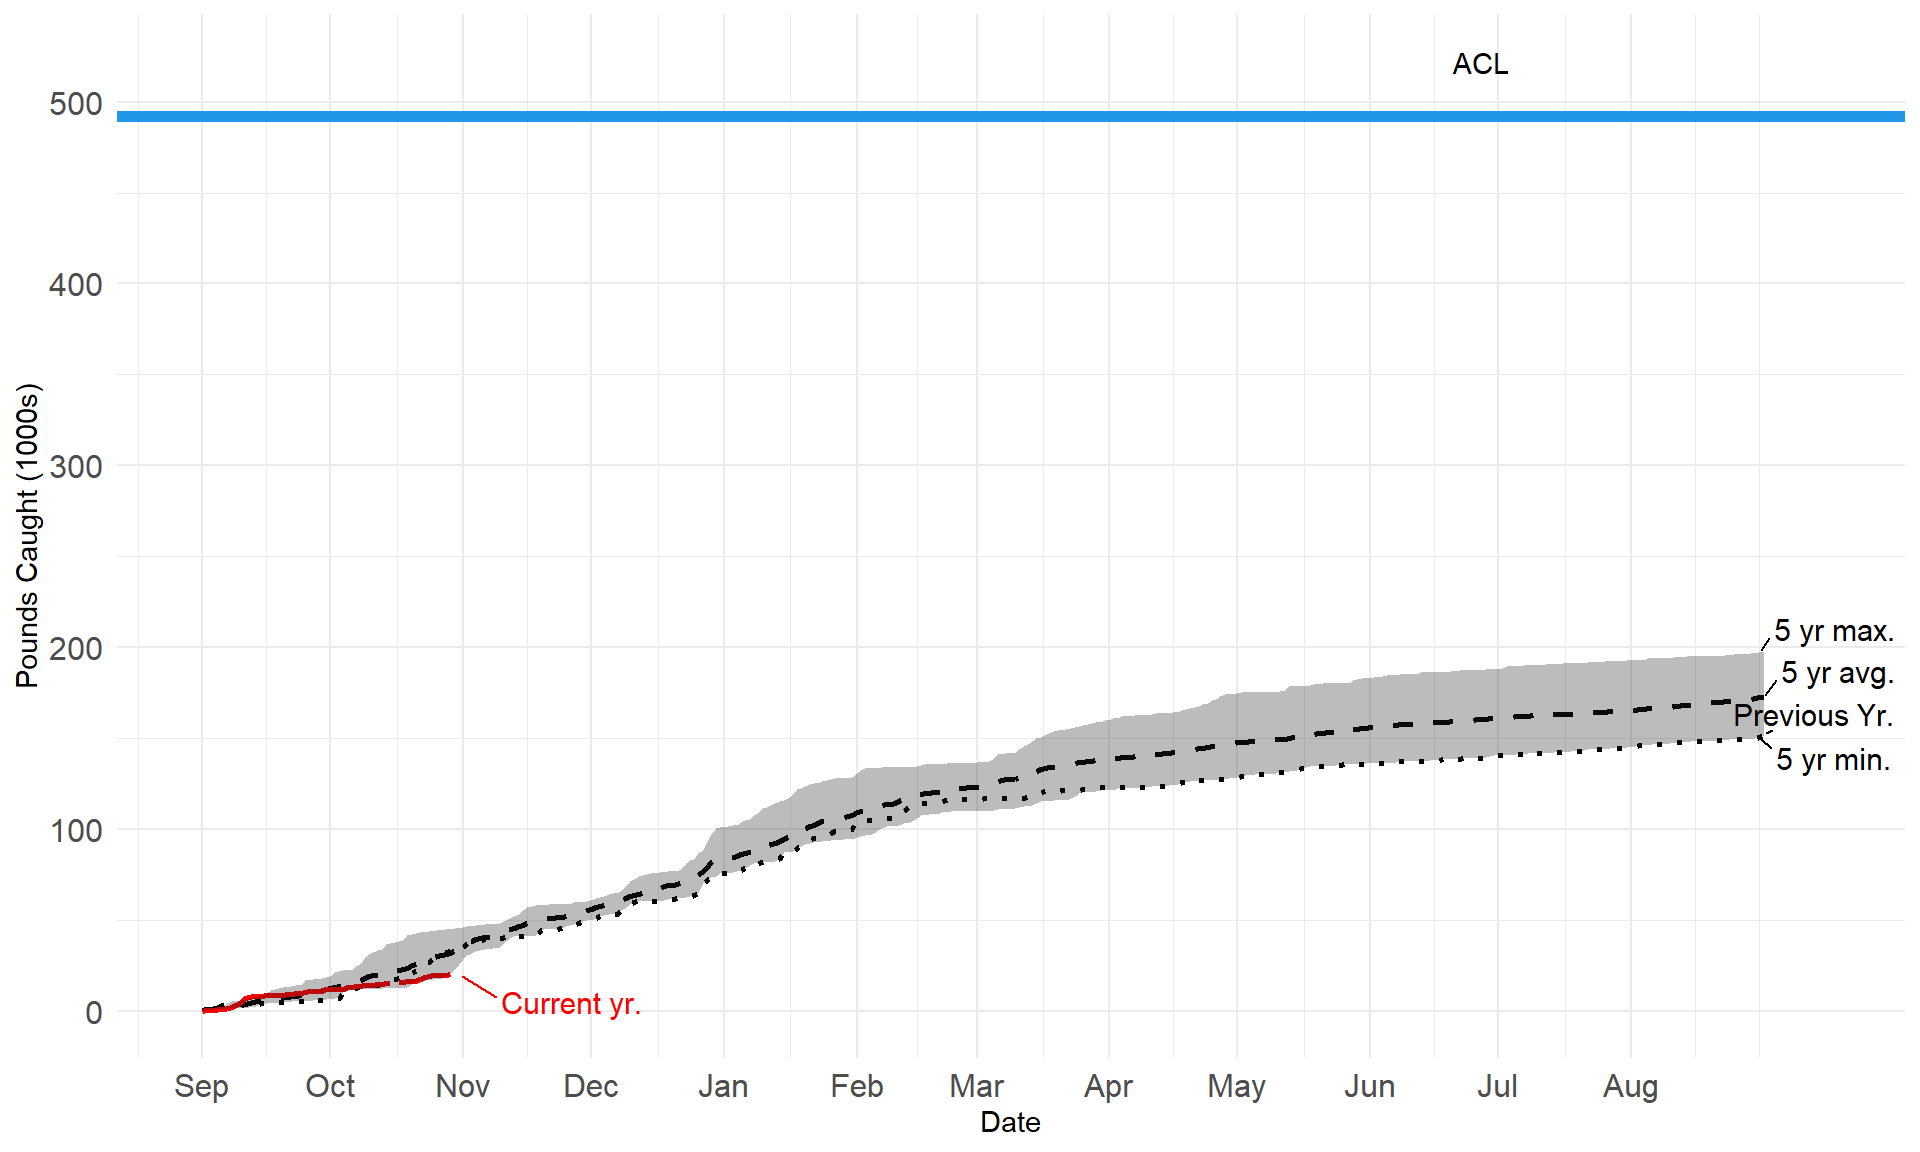 ACL
500
400
300
200
100
0
Pounds Caught (1000s)
5 yr max.
5 yr avg.
Previous Yr.
5 yr min.
Current yr.
Sep Oct Nov Dec Jan Feb Mar Apr May Jun Jul Aug
Date